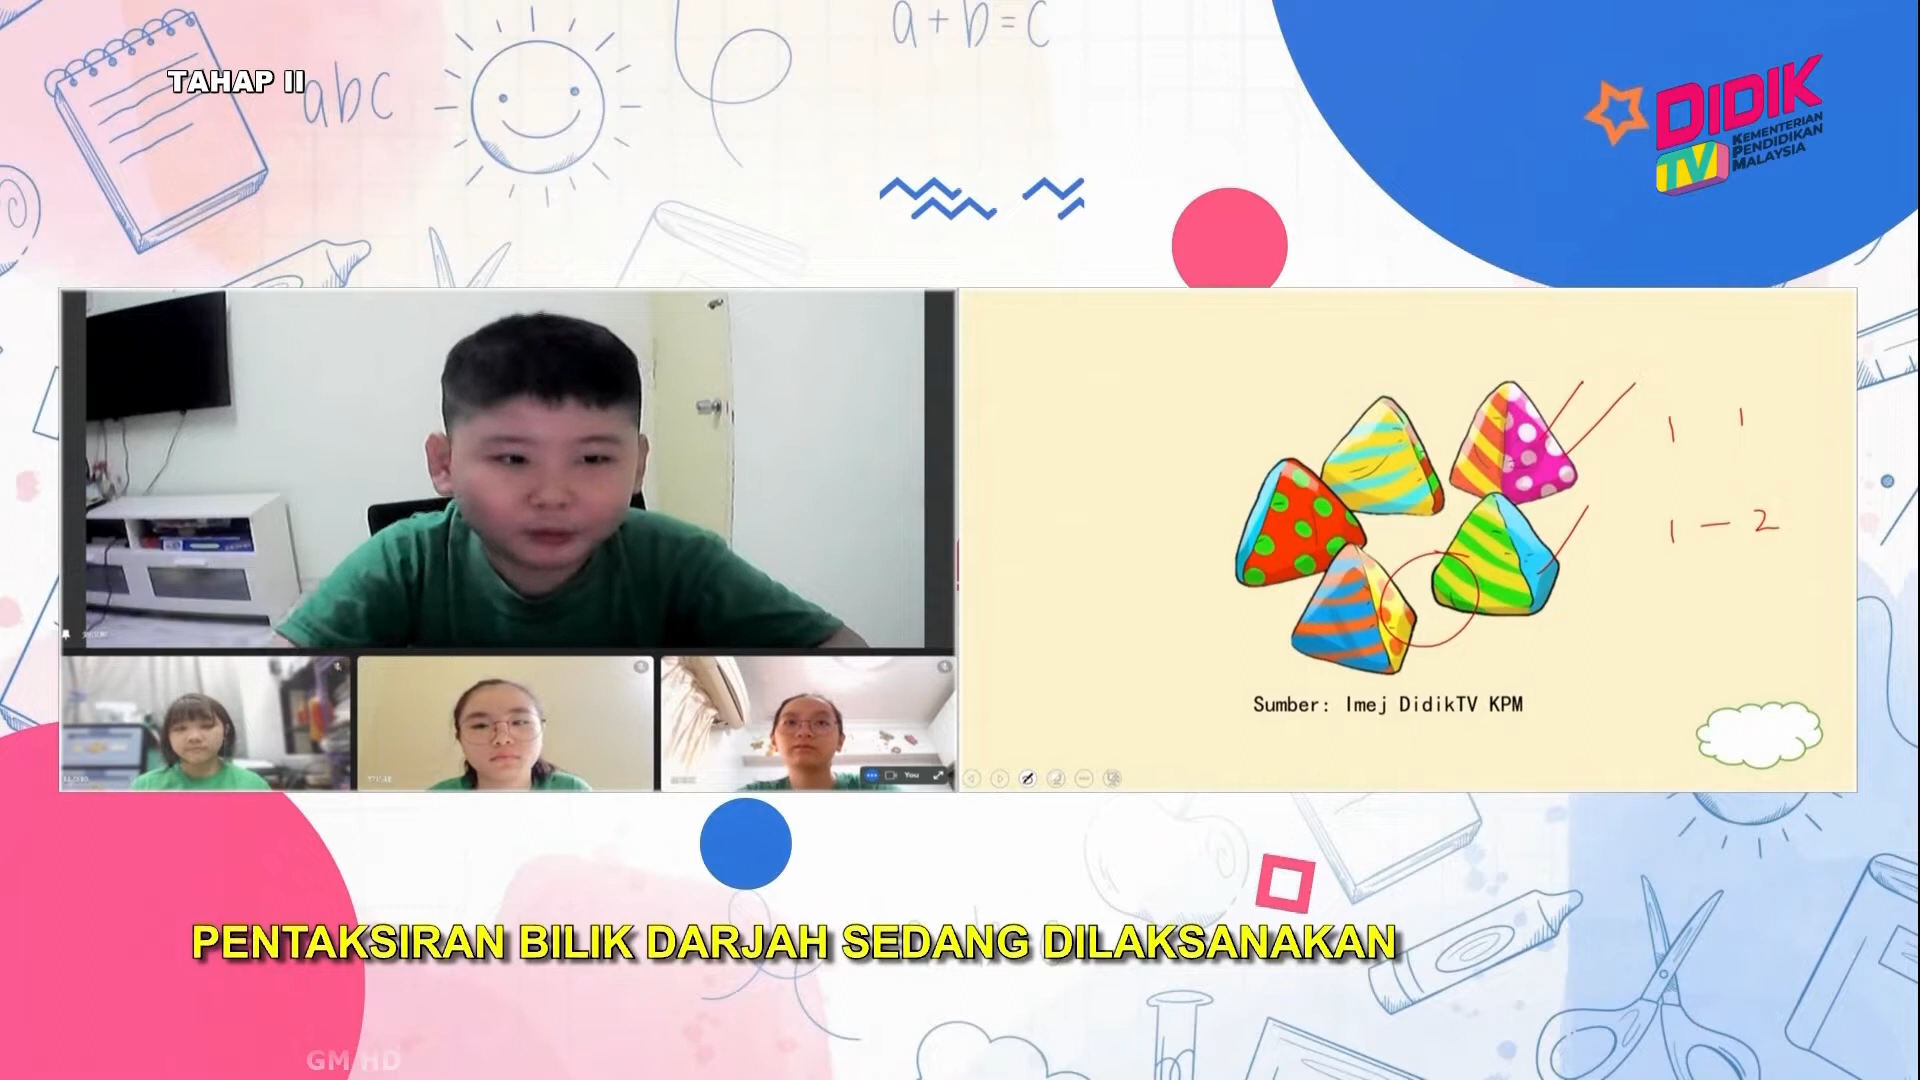 a+b=c
TAHAP II
abc
DIDIK
TV
KEMENTERIAN
PENDIDIKAN
MALAYSIA
1 1
1 - 2
Sumber: Imej DidikTV KPM
You
PENTAKSIRAN BILIK DARJAH SEDANG DILAKSANAKAN
GM HD